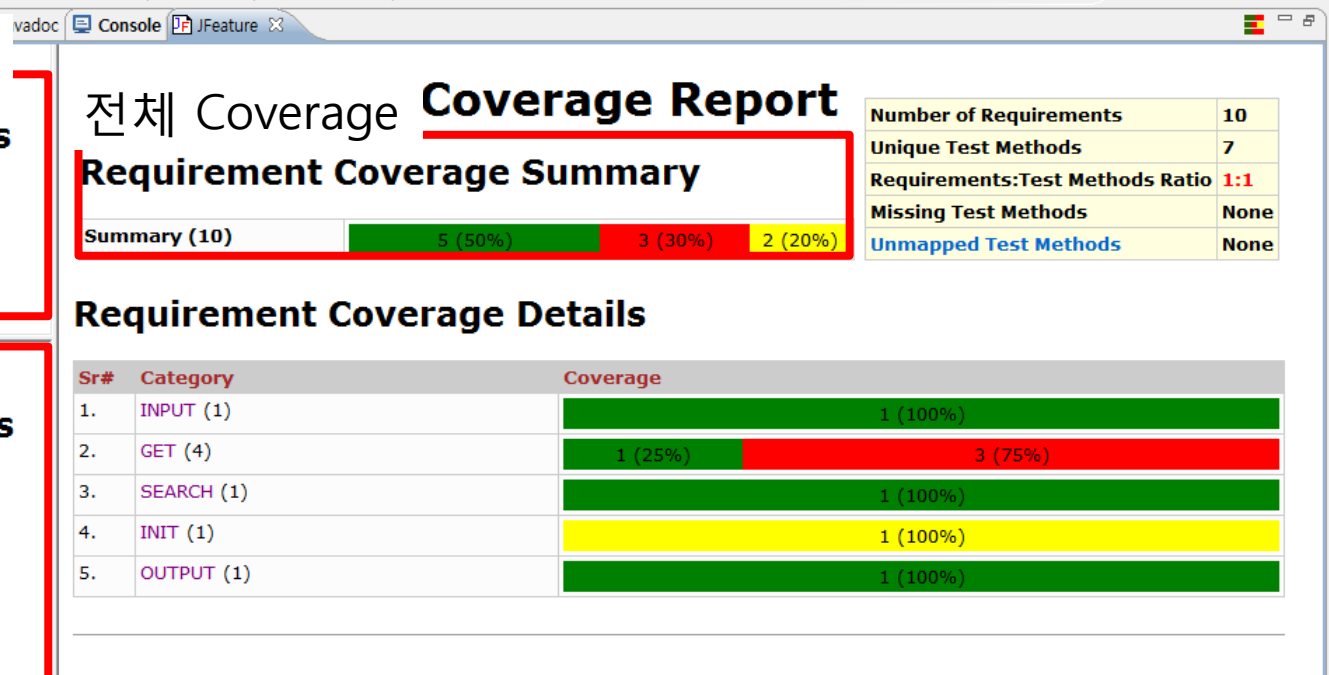 vadoc Console JFeature
전체 Coverage
Coverage Report
Requirement Coverage Summary
Summary (10) 5 (50%) 3 (30%) 2 (20%)
Number of Requirements 10
Unique Test Methods 7
Requirements:Test Methods Ratio 1:1
Missing Test Methods None
Unmapped Test Methods None
s
Requirement Coverage Details
Sr# Category Coverage
1. INPUT (1) 1 (100%)
2. GET (4) 1 (25%) 3 (75%)
3. SEARCH (1) 1 (100%)
4. INIT (1) 1 (100%)
5. OUTPUT (1) 1 (100%)
s